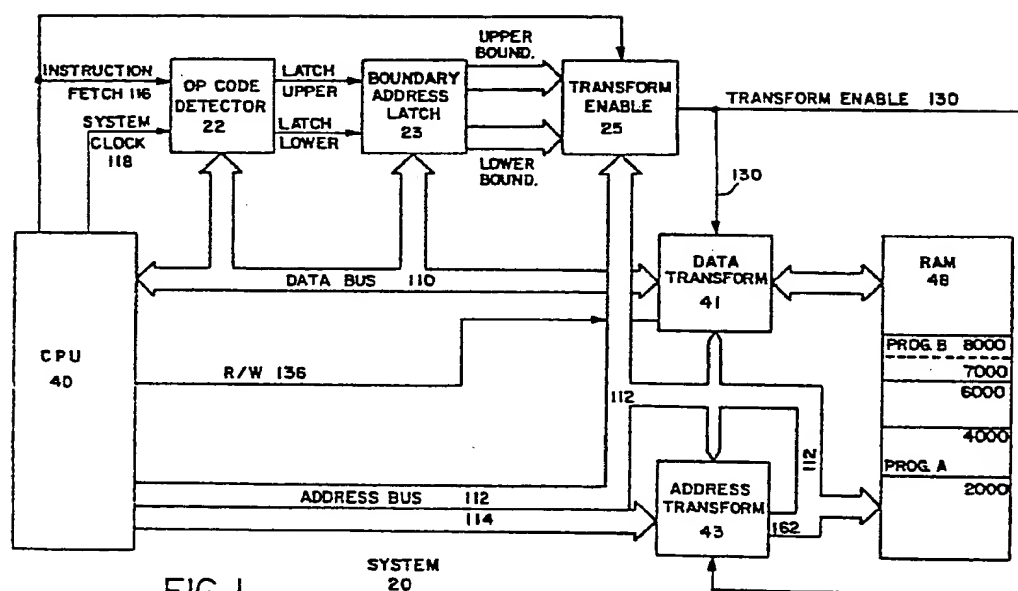 UPPER
BOUND.
INSTRUCTION
FETCH 116
SYSTEM
CLOCK
118
OP CODE
DETECTOR
22
LATCH
UPPER
LATCH
LOWER
BOUNDARY
ADDRESS
LATCH
23
LOWER
BOUND.
TRANSFORM
ENABLE
25
TRANSFORM ENABLE 130
130
DATA BUS 110
DATA
TRANSFORM
41
RAM
48
PROG. B 8000
7000
6000
4000
PROG. A
2000
CPU
40
R/W 136
112
112
ADDRESS BUS 112
114
ADDRESS
TRANSFORM
43
162
SYSTEM
20
FIG. 1